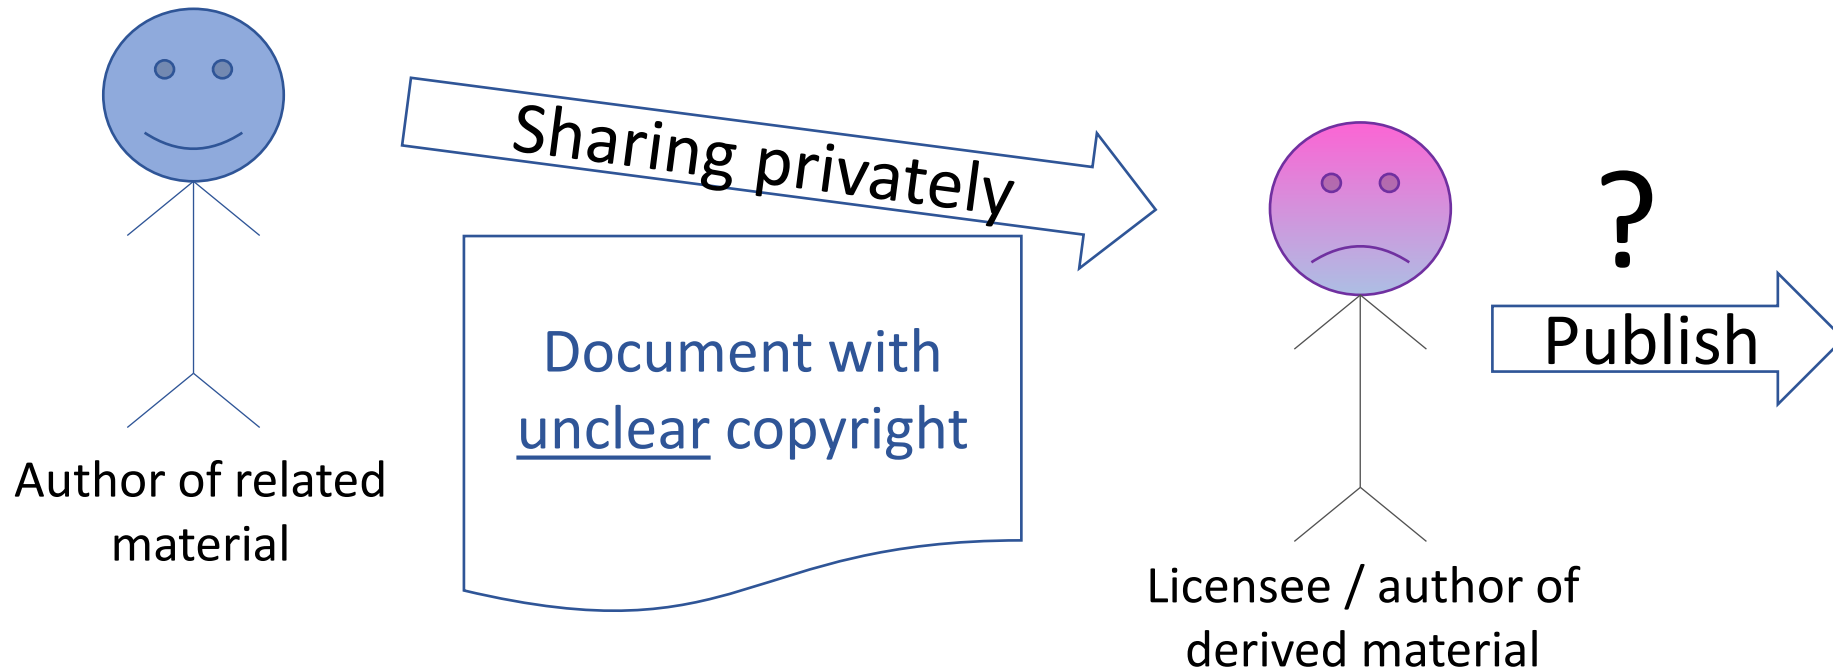 Sharing privately
?
Publish
Document with
unclear copyright
Author of related
material
Licensee / author of
derived material